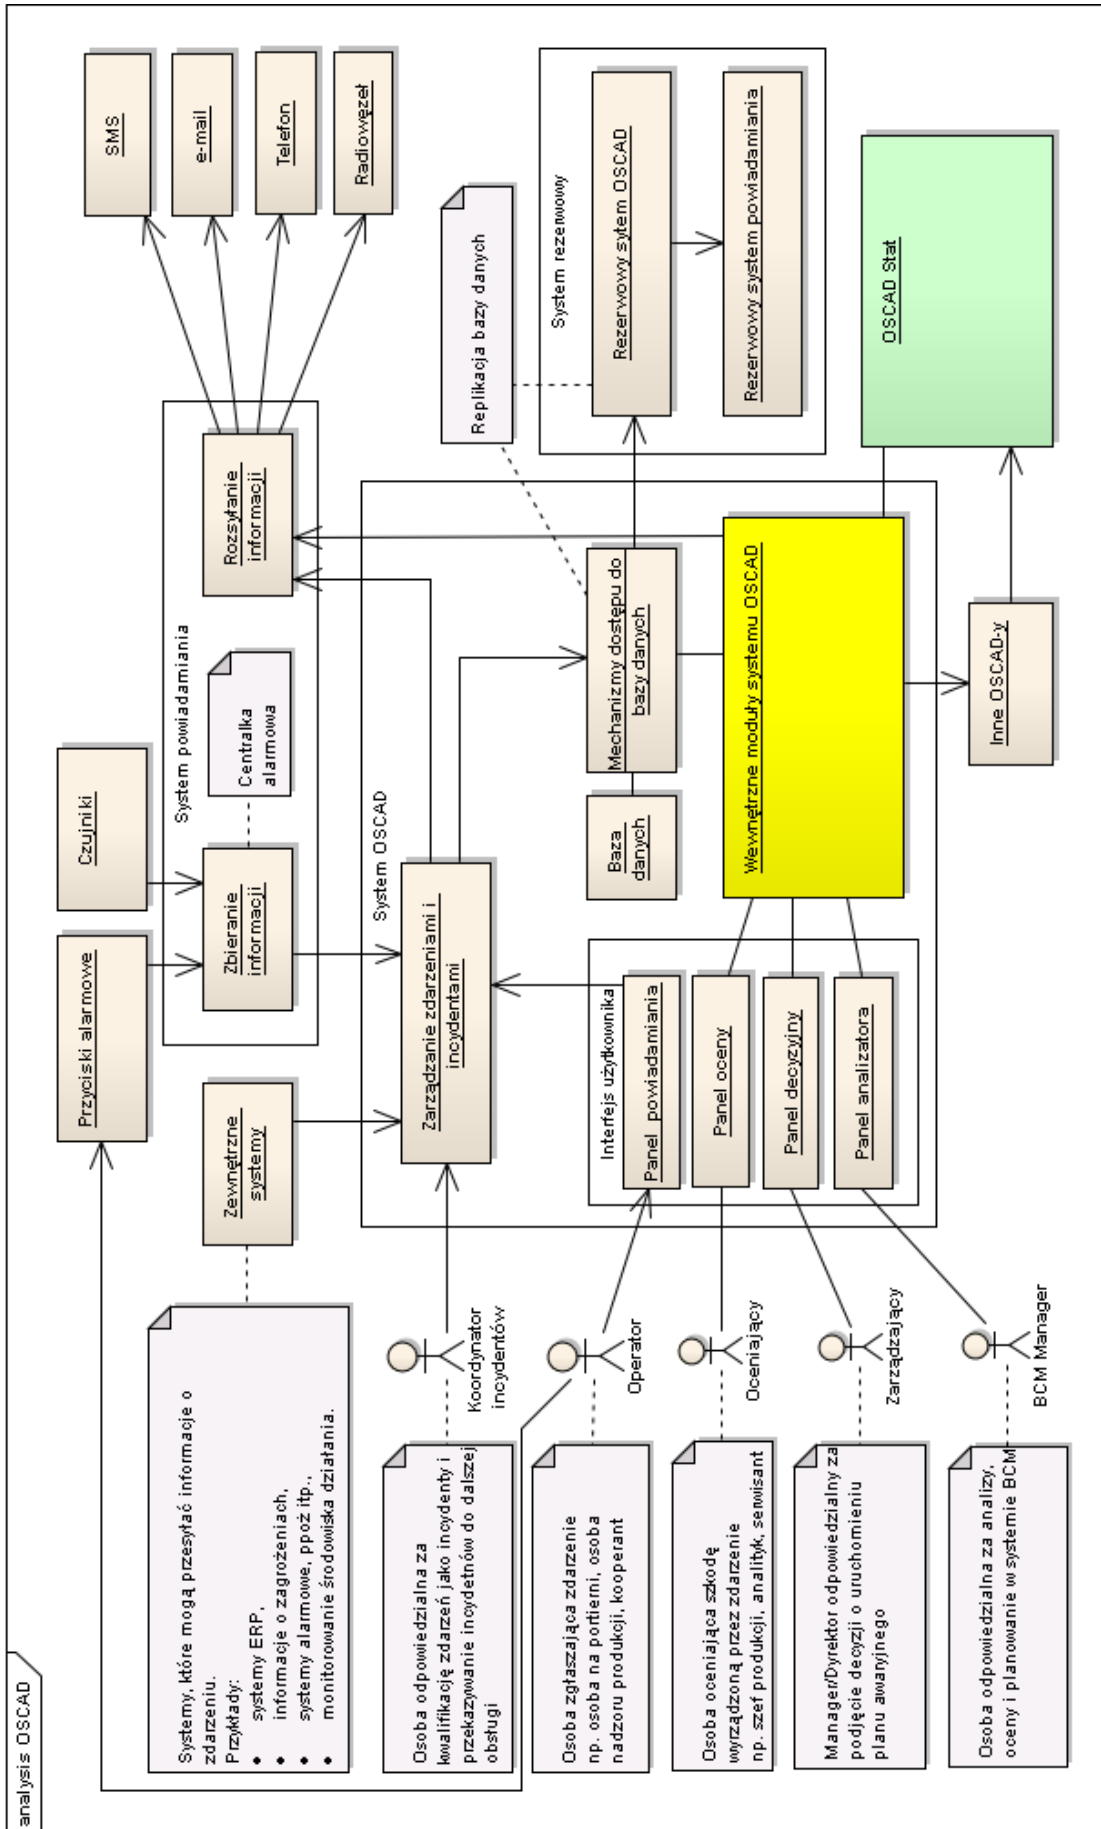 analysis OSCAD
Systemy, które mogą przesyłać informacje o
zdarzeniu.
Przykłady:
● systemy ERP,
● informacje o zagrożeniach,
● systemy alarmowe, ppoż itp.,
● monitorowanie środowiska działania.
Osoba odpowiedzialna za
kwalifikację zdarzeń jako incydenty i
przekazywanie incydetnów do dalszej
obsługi
Osoba zgłaszająca zdarzenie
np. osoba na portierni, osoba
nadzoru produkcji, kooperant
Osoba oceniająca szkodę
wyrządzoną przez zdarzenie
np. szef produkcji, analityk, serwisant
Manager/Dyrektor odpowiedzialny za
podjęcie decyzji o uruchomieniu
planu awaryjnego
Osoba odpowiedzialna za analizy,
oceny i planowanie w systemie BCM
Koordynator
incydentów
Operator
Oceniający
Zarządzający
BCM Manager
Przyciski alarmowe
Czujniki
Zewnętrzne
systemy
System powiadamiania
Zbieranie
informacji
Centralka
alarmowa
Rozsyłanie
informacji
SMS
e-mail
Telefon
Radiowęzeł
System OSCAD
Zarządzanie zdarzeniami i
incydentami
Interfejs użytkownika
Panel powiadamiania
Panel oceny
Panel decyzyjny
Panel analizatora
Baza
danych
Mechanizmy dostępu do
bazy danych
Wewnętrzne moduły systemu OSCAD
Replikacja bazy danych
System rezerwowy
Rezerwowy sytem OSCAD
Rezerwowy system powiadamiania
Inne OSCAD-y
OSCAD Stat